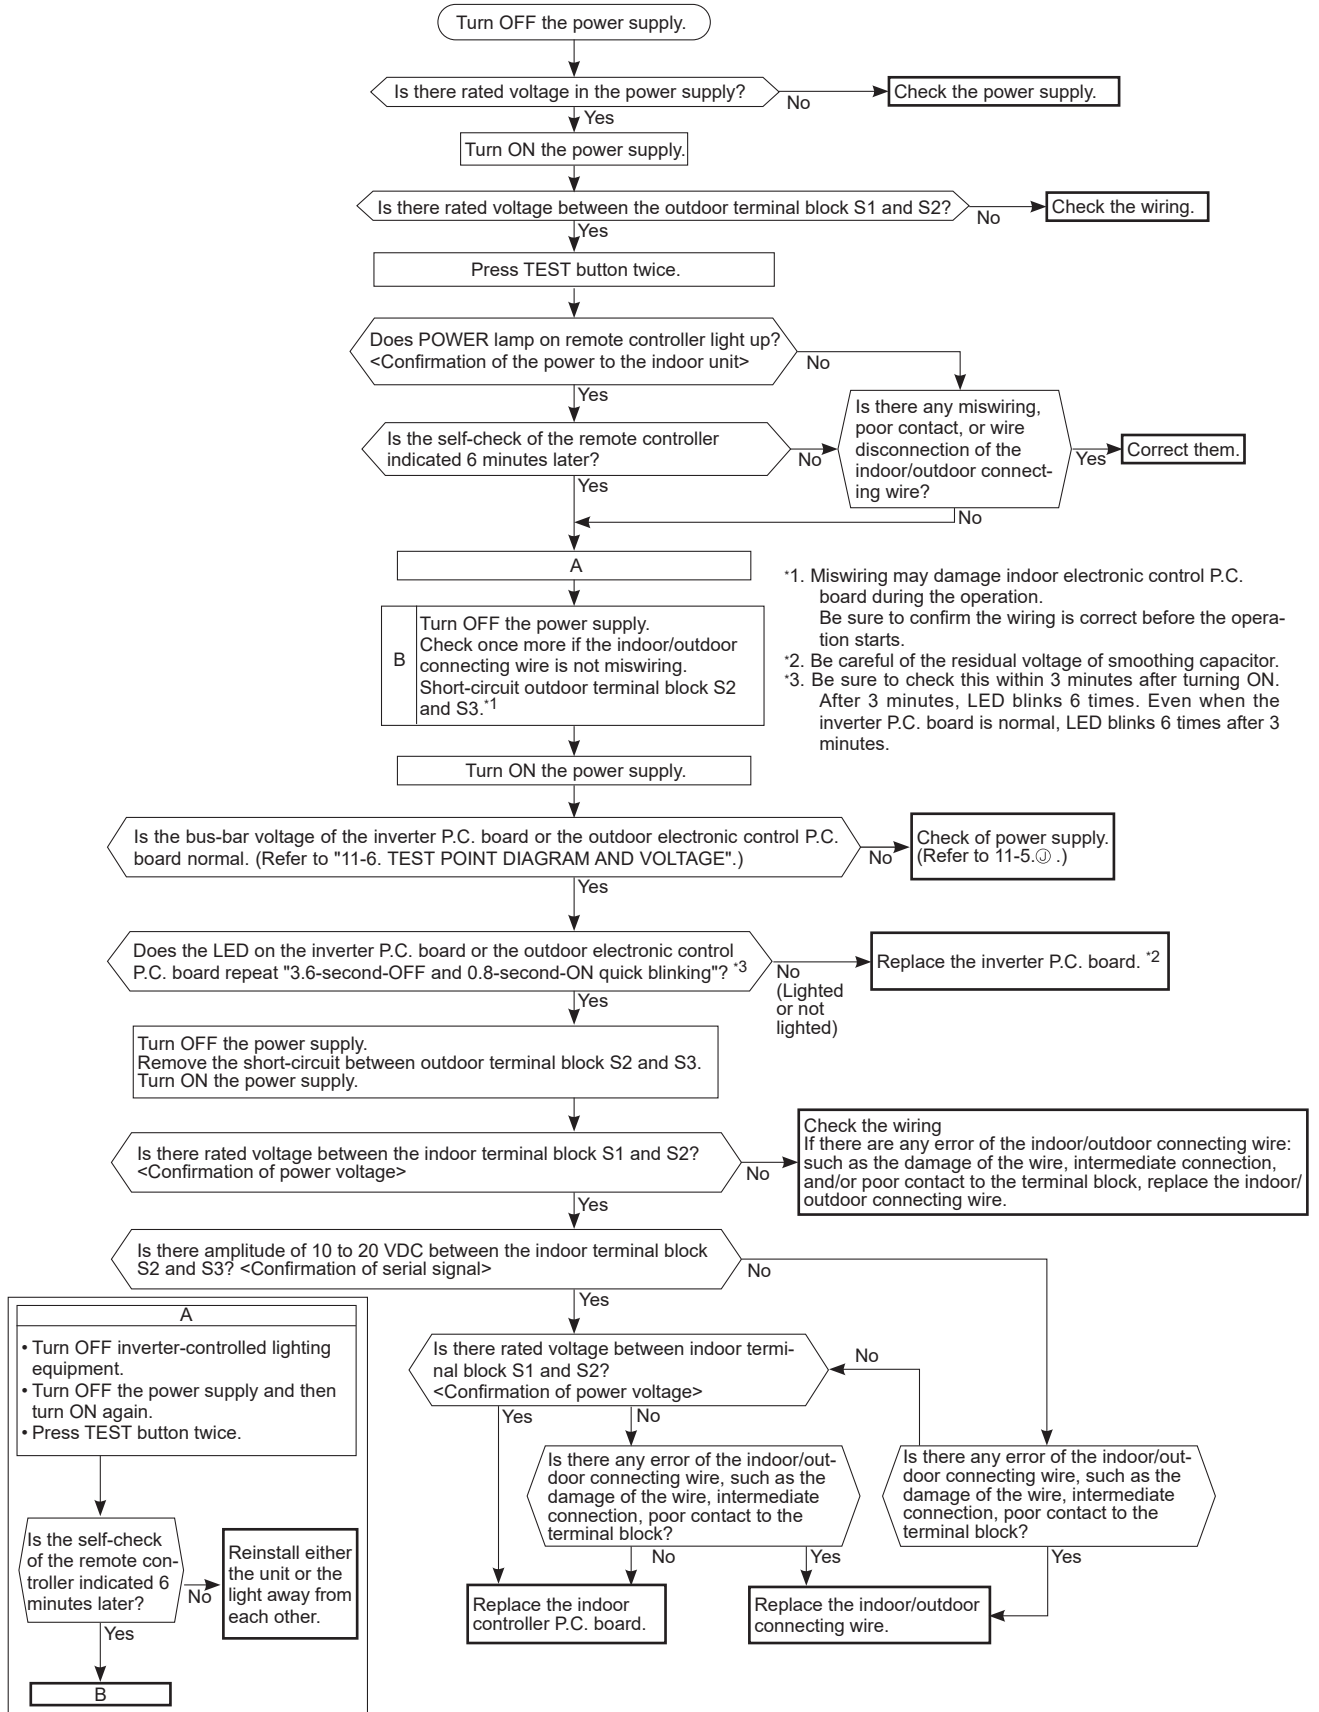 Turn OFF the power supply.
Is there rated voltage in the power supply?
No
Check the power supply.
Yes
Turn ON the power supply.
Is there rated voltage between the outdoor terminal block S1 and S2?
No
Check the wiring.
Yes
Press TEST button twice.
Does POWER lamp on remote controller light up?
<Confirmation of the power to the indoor unit>
No
Yes
Is the self-check of the remote controller
indicated 6 minutes later?
No
Is there any miswiring,
poor contact, or wire
disconnection of the
indoor/outdoor connect-
ing wire?
Yes
Correct them.
Yes
No
A
B
Turn OFF the power supply.
Check once more if the indoor/outdoor
connecting wire is not miswiring.
Short-circuit outdoor terminal block S2
and S3.*1
*1. Miswiring may damage indoor electronic control P.C.
board during the operation.
Be sure to confirm the wiring is correct before the opera-
tion starts.
*2. Be careful of the residual voltage of smoothing capacitor.
*3. Be sure to check this within 3 minutes after turning ON.
After 3 minutes, LED blinks 6 times. Even when the
inverter P.C. board is normal, LED blinks 6 times after 3
minutes.
Turn ON the power supply.
Is the bus-bar voltage of the inverter P.C. board or the outdoor electronic control P.C.
board normal. (Refer to "11-6. TEST POINT DIAGRAM AND VOLTAGE".)
No
Check of power supply.
(Refer to 11-5.Ⓙ .)
Yes
Does the LED on the inverter P.C. board or the outdoor electronic control
P.C. board repeat "3.6-second-OFF and 0.8-second-ON quick blinking"? *3
No
(Lighted
or not
lighted)
Replace the inverter P.C. board. *2
Yes
Turn OFF the power supply.
Remove the short-circuit between outdoor terminal block S2 and S3.
Turn ON the power supply.
Is there rated voltage between the indoor terminal block S1 and S2?
<Confirmation of power voltage>
No
Check the wiring
If there are any error of the indoor/outdoor connecting wire:
such as the damage of the wire, intermediate connection,
and/or poor contact to the terminal block, replace the indoor/
outdoor connecting wire.
Yes
Is there amplitude of 10 to 20 VDC between the indoor terminal block
S2 and S3? <Confirmation of serial signal>
No
Yes
Is there rated voltage between indoor termi-
nal block S1 and S2?
<Confirmation of power voltage>
No
Yes
No
Is there any error of the indoor/out-
door connecting wire, such as the
damage of the wire, intermediate
connection, poor contact to the
terminal block?
Is there any error of the indoor/out-
door connecting wire, such as the
damage of the wire, intermediate
connection, poor contact to the
terminal block?
No
Yes
Yes
Replace the indoor
controller P.C. board.
Replace the indoor/outdoor
connecting wire.
A
• Turn OFF inverter-controlled lighting
equipment.
• Turn OFF the power supply and then
turn ON again.
• Press TEST button twice.
Is the self-check
of the remote con-
troller indicated 6
minutes later?
No
Reinstall either
the unit or the
light away from
each other.
Yes
B